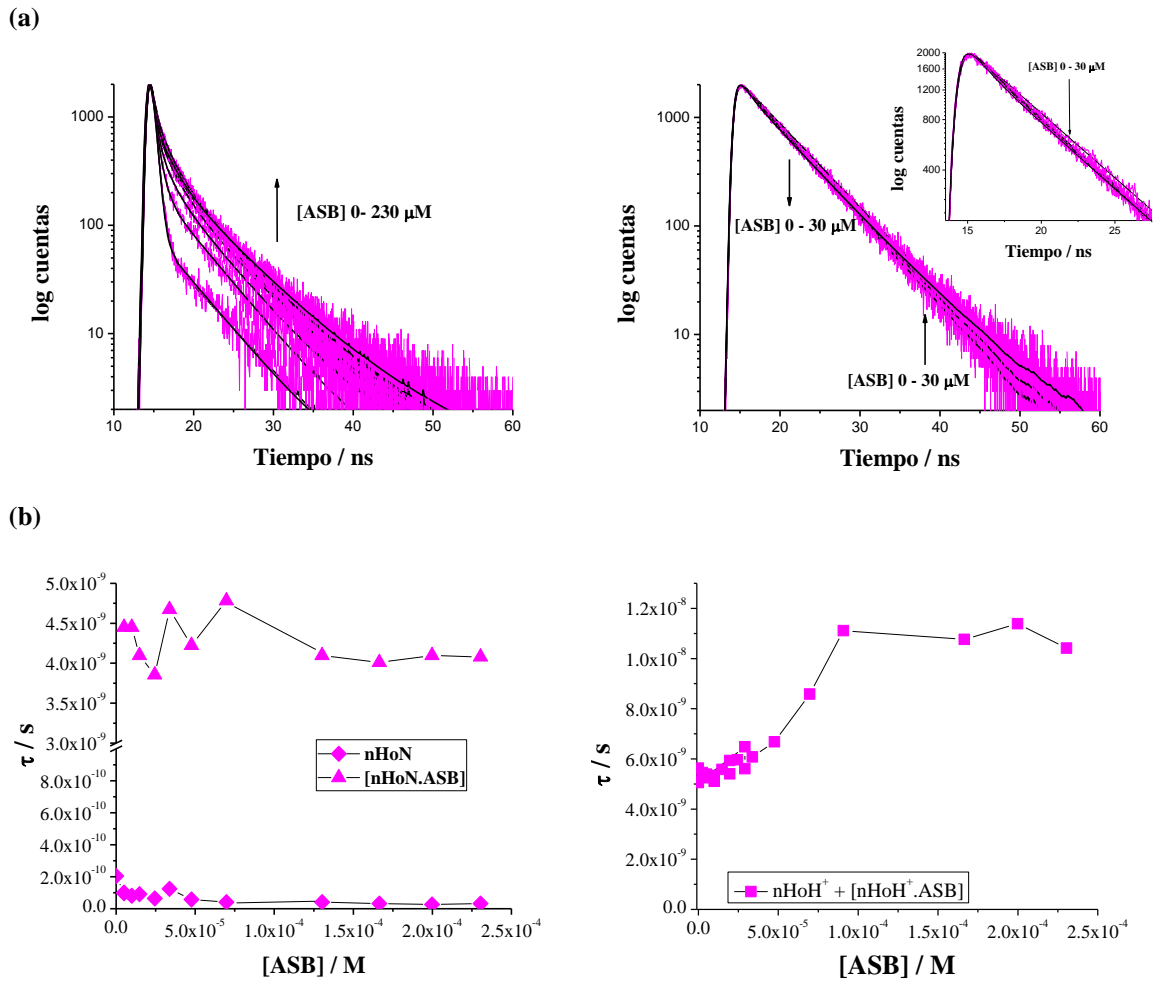 (a)
1000
100
10
log cuentas
10 20 30 40 50 60
Tiempo / ns
[ASB] 0- 230 μM
1000
100
10
log cuentas
10 20 30 40 50 60
Tiempo / ns
[ASB] 0 - 30 μM
[ASB] 0 - 30 μM
2000
1600
1200
800
400
log cuentas
15 20 25
Tiempo / ns
[ASB] 0 - 30 μM
(b)
5.0x10⁻⁹
4.5x10⁻⁹
4.0x10⁻⁹
3.5x10⁻⁹
3.0x10⁻⁹
8.0x10⁻¹⁰
6.0x10⁻¹⁰
4.0x10⁻¹⁰
2.0x10⁻¹⁰
0.0
τ / s
nHoN
[nHoN.ASB]
0.0 5.0x10⁻⁵ 1.0x10⁻⁴ 1.5x10⁻⁴ 2.0x10⁻⁴ 2.5x10⁻⁴
[ASB] / M
1.2x10⁻⁸
1.0x10⁻⁸
8.0x10⁻⁹
6.0x10⁻⁹
4.0x10⁻⁹
2.0x10⁻⁹
0.0
τ / s
nHoH⁺ + [nHoH⁺.ASB]
0.0 5.0x10⁻⁵ 1.0x10⁻⁴ 1.5x10⁻⁴ 2.0x10⁻⁴ 2.5x10⁻⁴
[ASB] / M